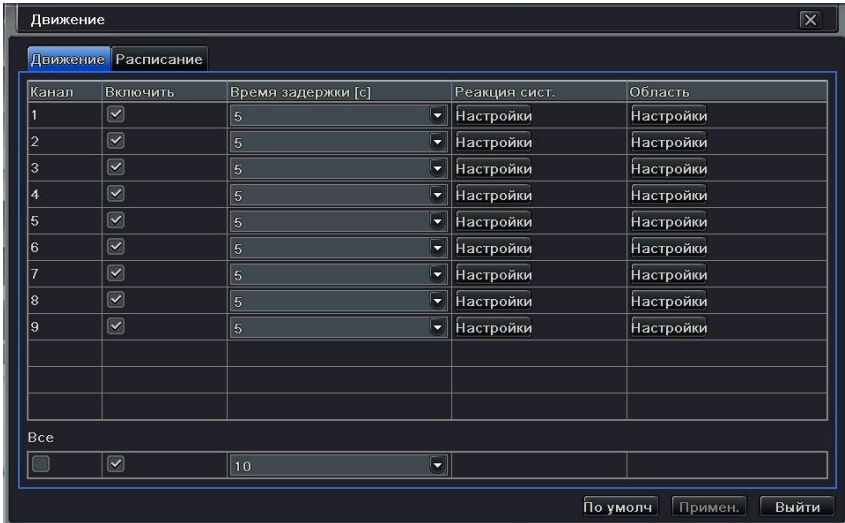 Движение
Движение Расписание
Канал Включить Время задержки [с] Реакция сист. Область
1 5 Настройки Настройки
2 5 Настройки Настройки
3 5 Настройки Настройки
4 5 Настройки Настройки
5 5 Настройки Настройки
6 5 Настройки Настройки
7 5 Настройки Настройки
8 5 Настройки Настройки
9 5 Настройки Настройки
Все
10
По умолч Примен. Выйти